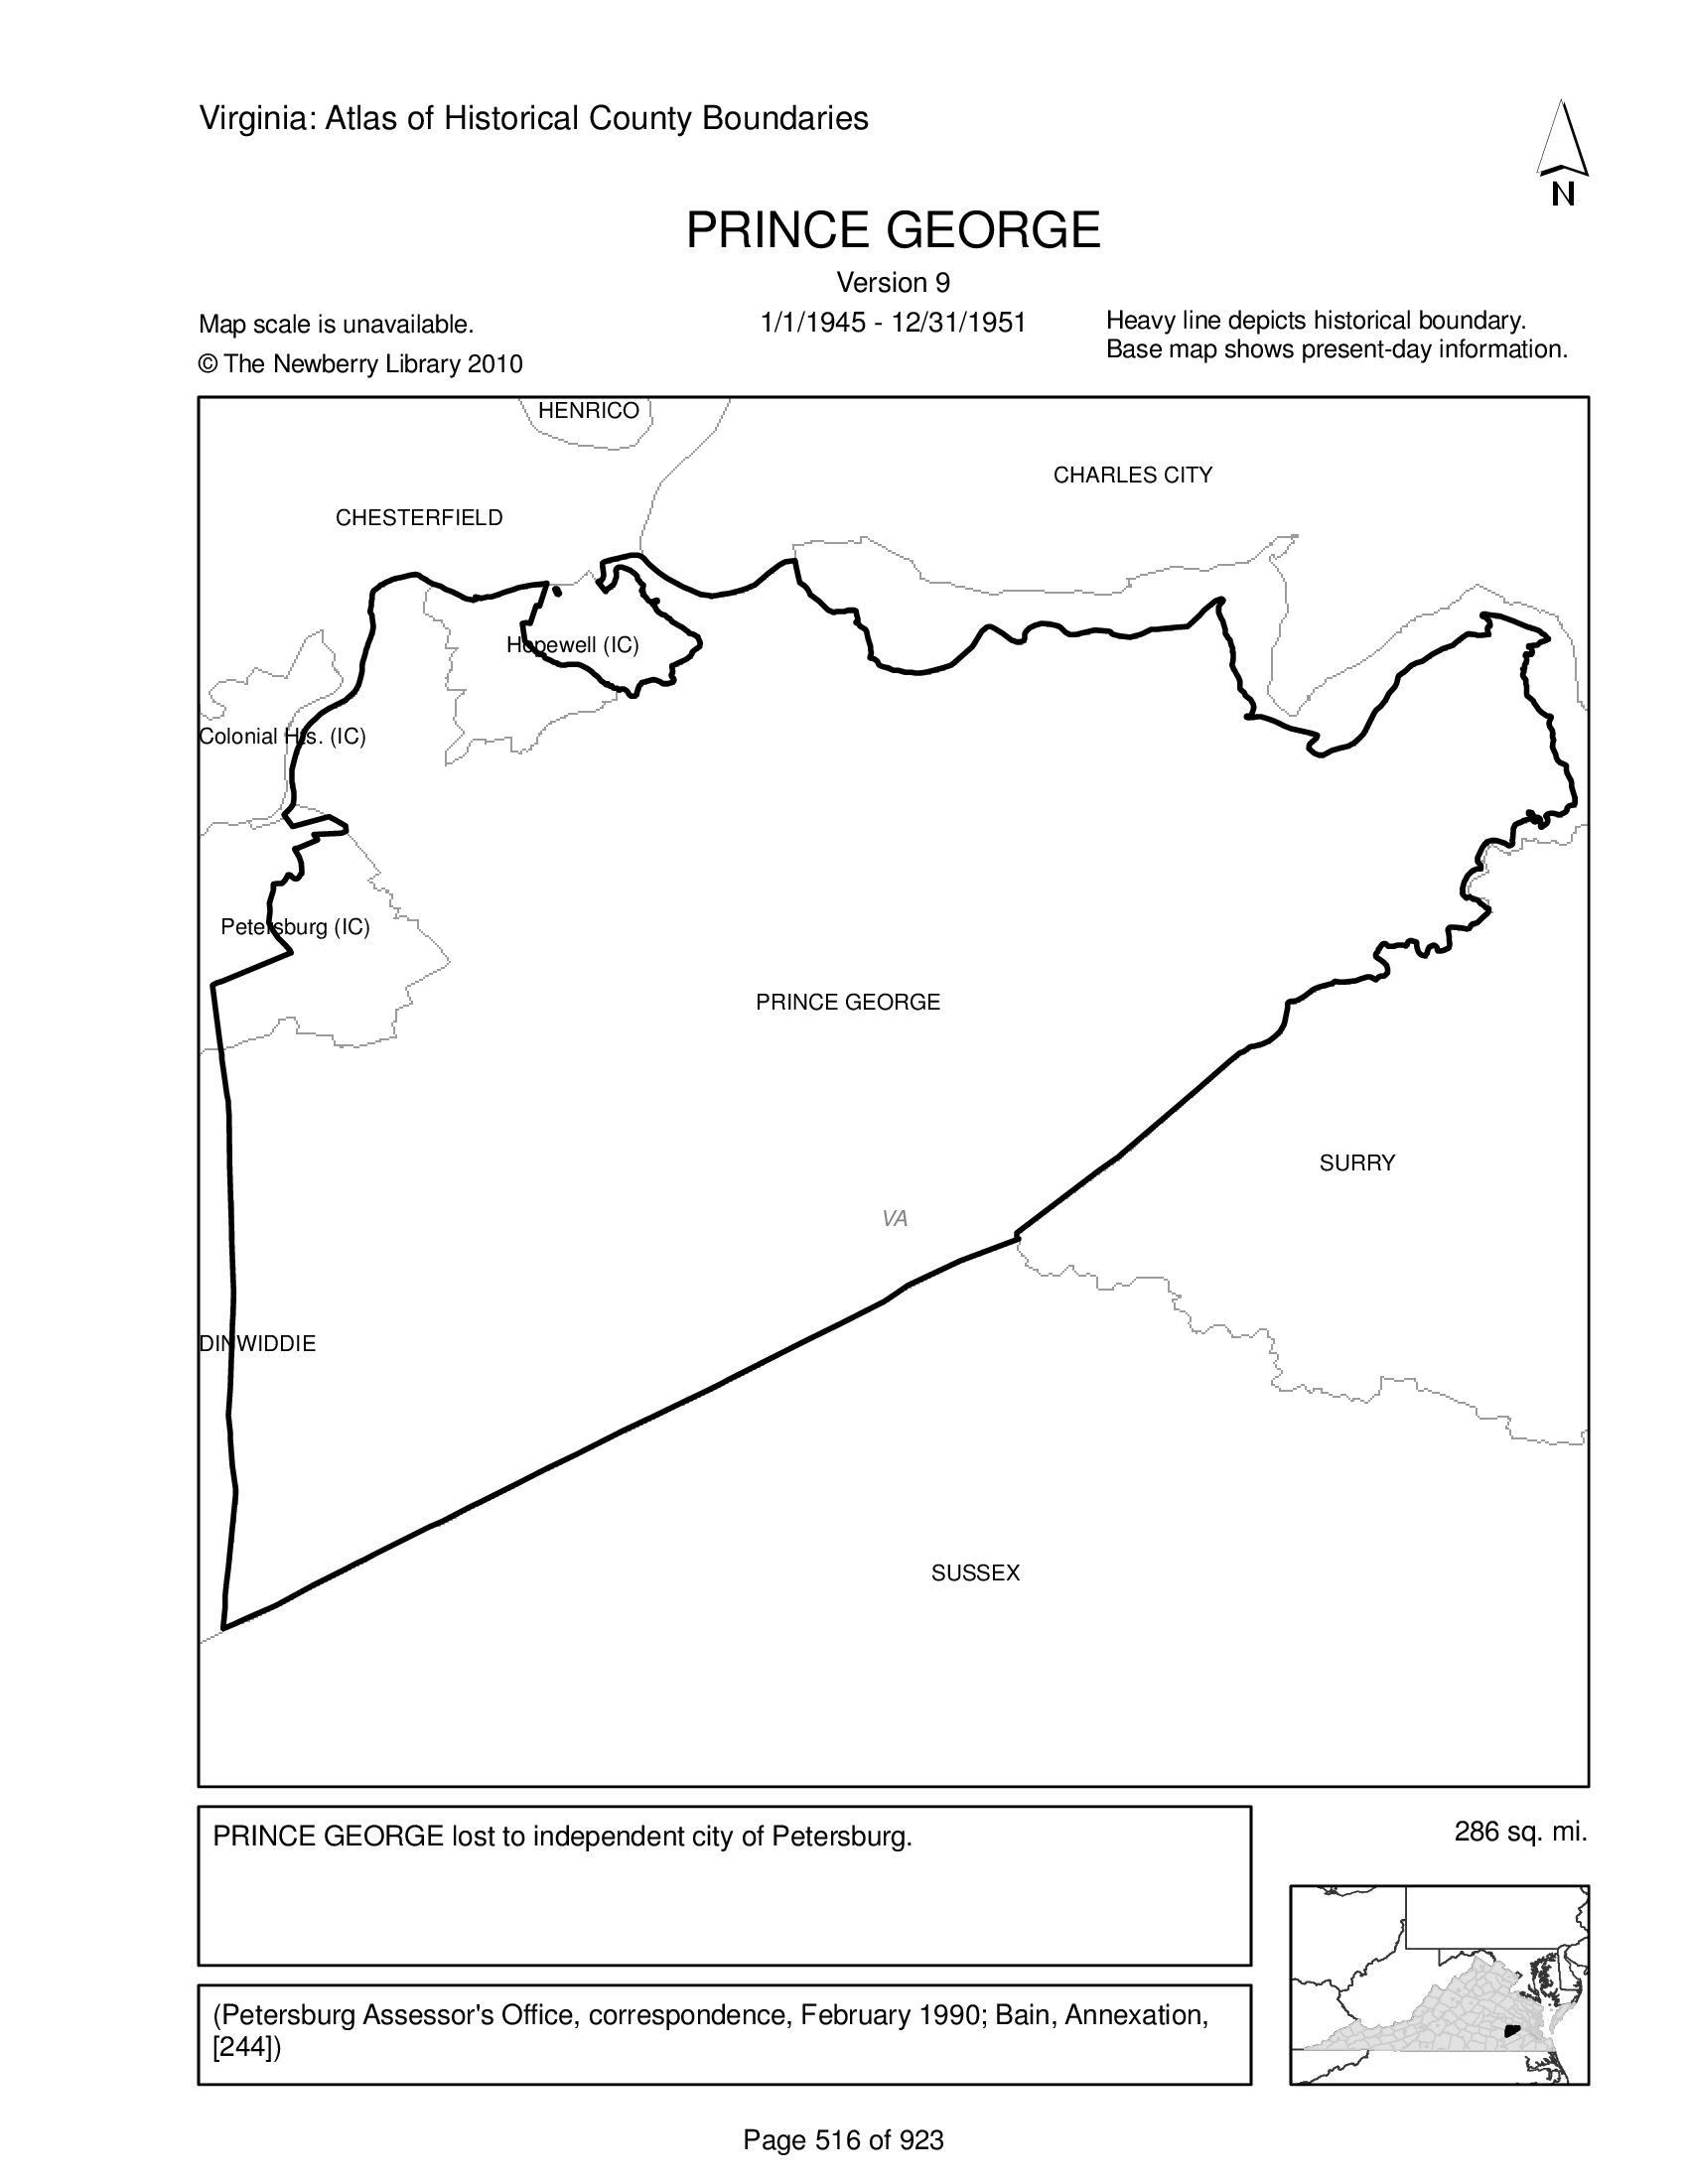 Virginia: Atlas of Historical County Boundaries
N
PRINCE GEORGE
Version 9
1/1/1945 - 12/31/1951
Map scale is unavailable.
© The Newberry Library 2010
Heavy line depicts historical boundary.
Base map shows present-day information.
HENRICO
CHARLES CITY
CHESTERFIELD
Hopewell (IC)
Colonial Hts. (IC)
Petersburg (IC)
PRINCE GEORGE
SURRY
VA
DINWIDDIE
SUSSEX
PRINCE GEORGE lost to independent city of Petersburg.
286 sq. mi.
(Petersburg Assessor's Office, correspondence, February 1990; Bain, Annexation,
[244])
Page 516 of 923